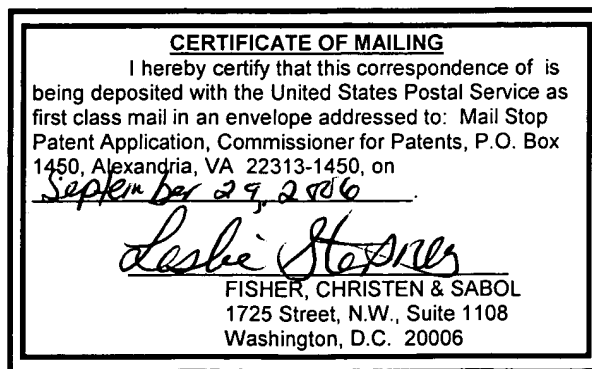 CERTIFICATE OF MAILING
I hereby certify that this correspondence of is
being deposited with the United States Postal Service as
first class mail in an envelope addressed to: Mail Stop
Patent Application, Commissioner for Patents, P.O. Box
1450, Alexandria, VA 22313-1450, on
September 29, 2006.
Leslie
FISHER, CHRISTEN & SABOL
1725 Street, N.W., Suite 1108
Washington, D.C. 20006